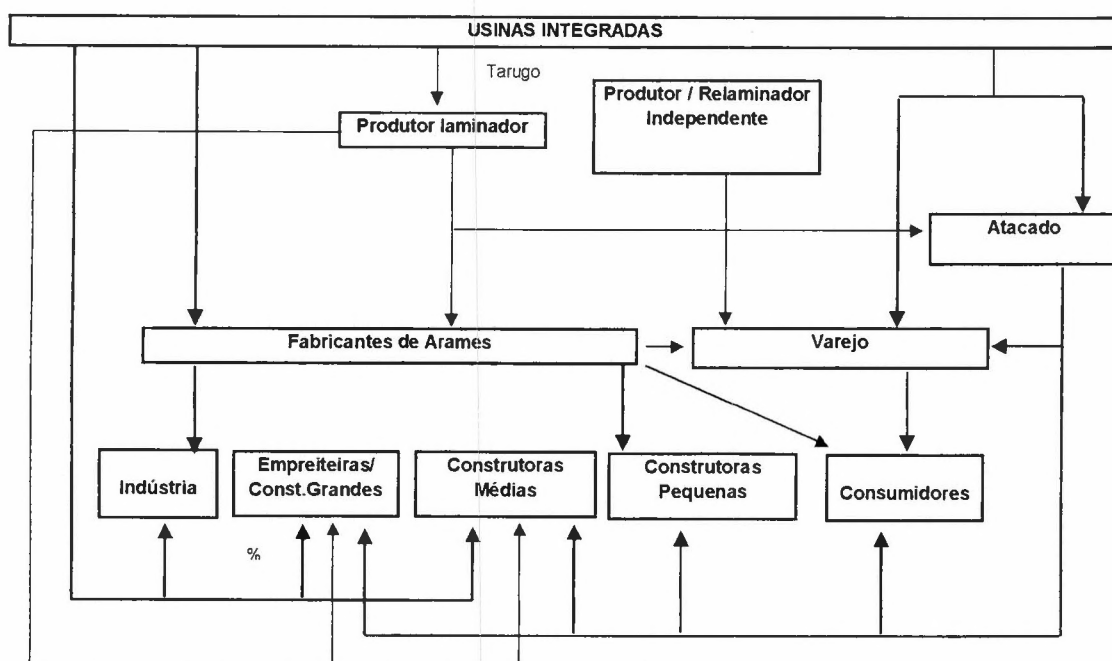 USINAS INTEGRADAS
Tarugo
Produtor / Relaminador
Independente
Produtor laminador
Atacado
Fabricantes de Arames
Varejo
Indústria
Empreiteiras/
Const.Grandes
Construtoras
Médias
Construtoras
Pequenas
Consumidores
%